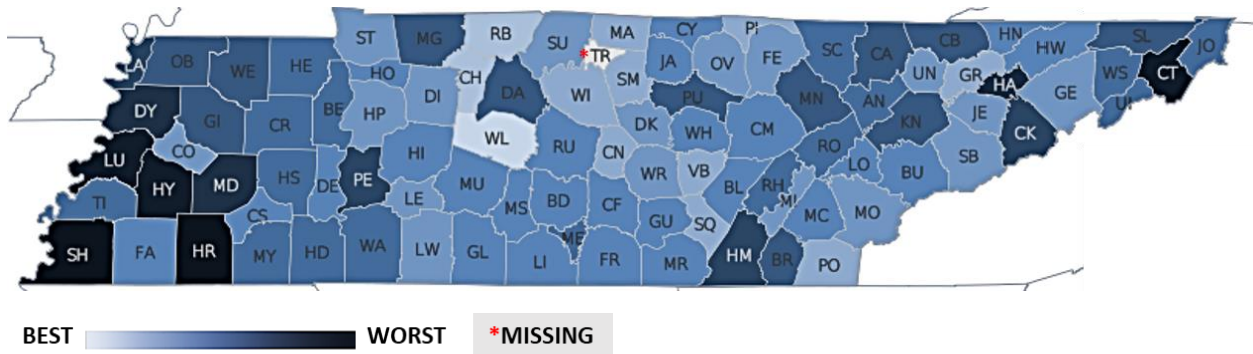 RB MA CY PI
ST MG SU *TR SC CA CB HN HW SL JO
OB WE HE HO CH JA OV FE UN GR WS CT
DI DA WI SM PU MN AN HA GE
DY GI CR BE HP DK WH CM KN JE CK
LU CO WL RU CN RO SB
HY MD HS DE PE HI WR VB BL RH LO BU
TI CS LE MU MS BD CF GU SQ MC MO
SH FA HR MY HD WA LW GL LI ME FR MR HM BR PO
BEST WORST *MISSING